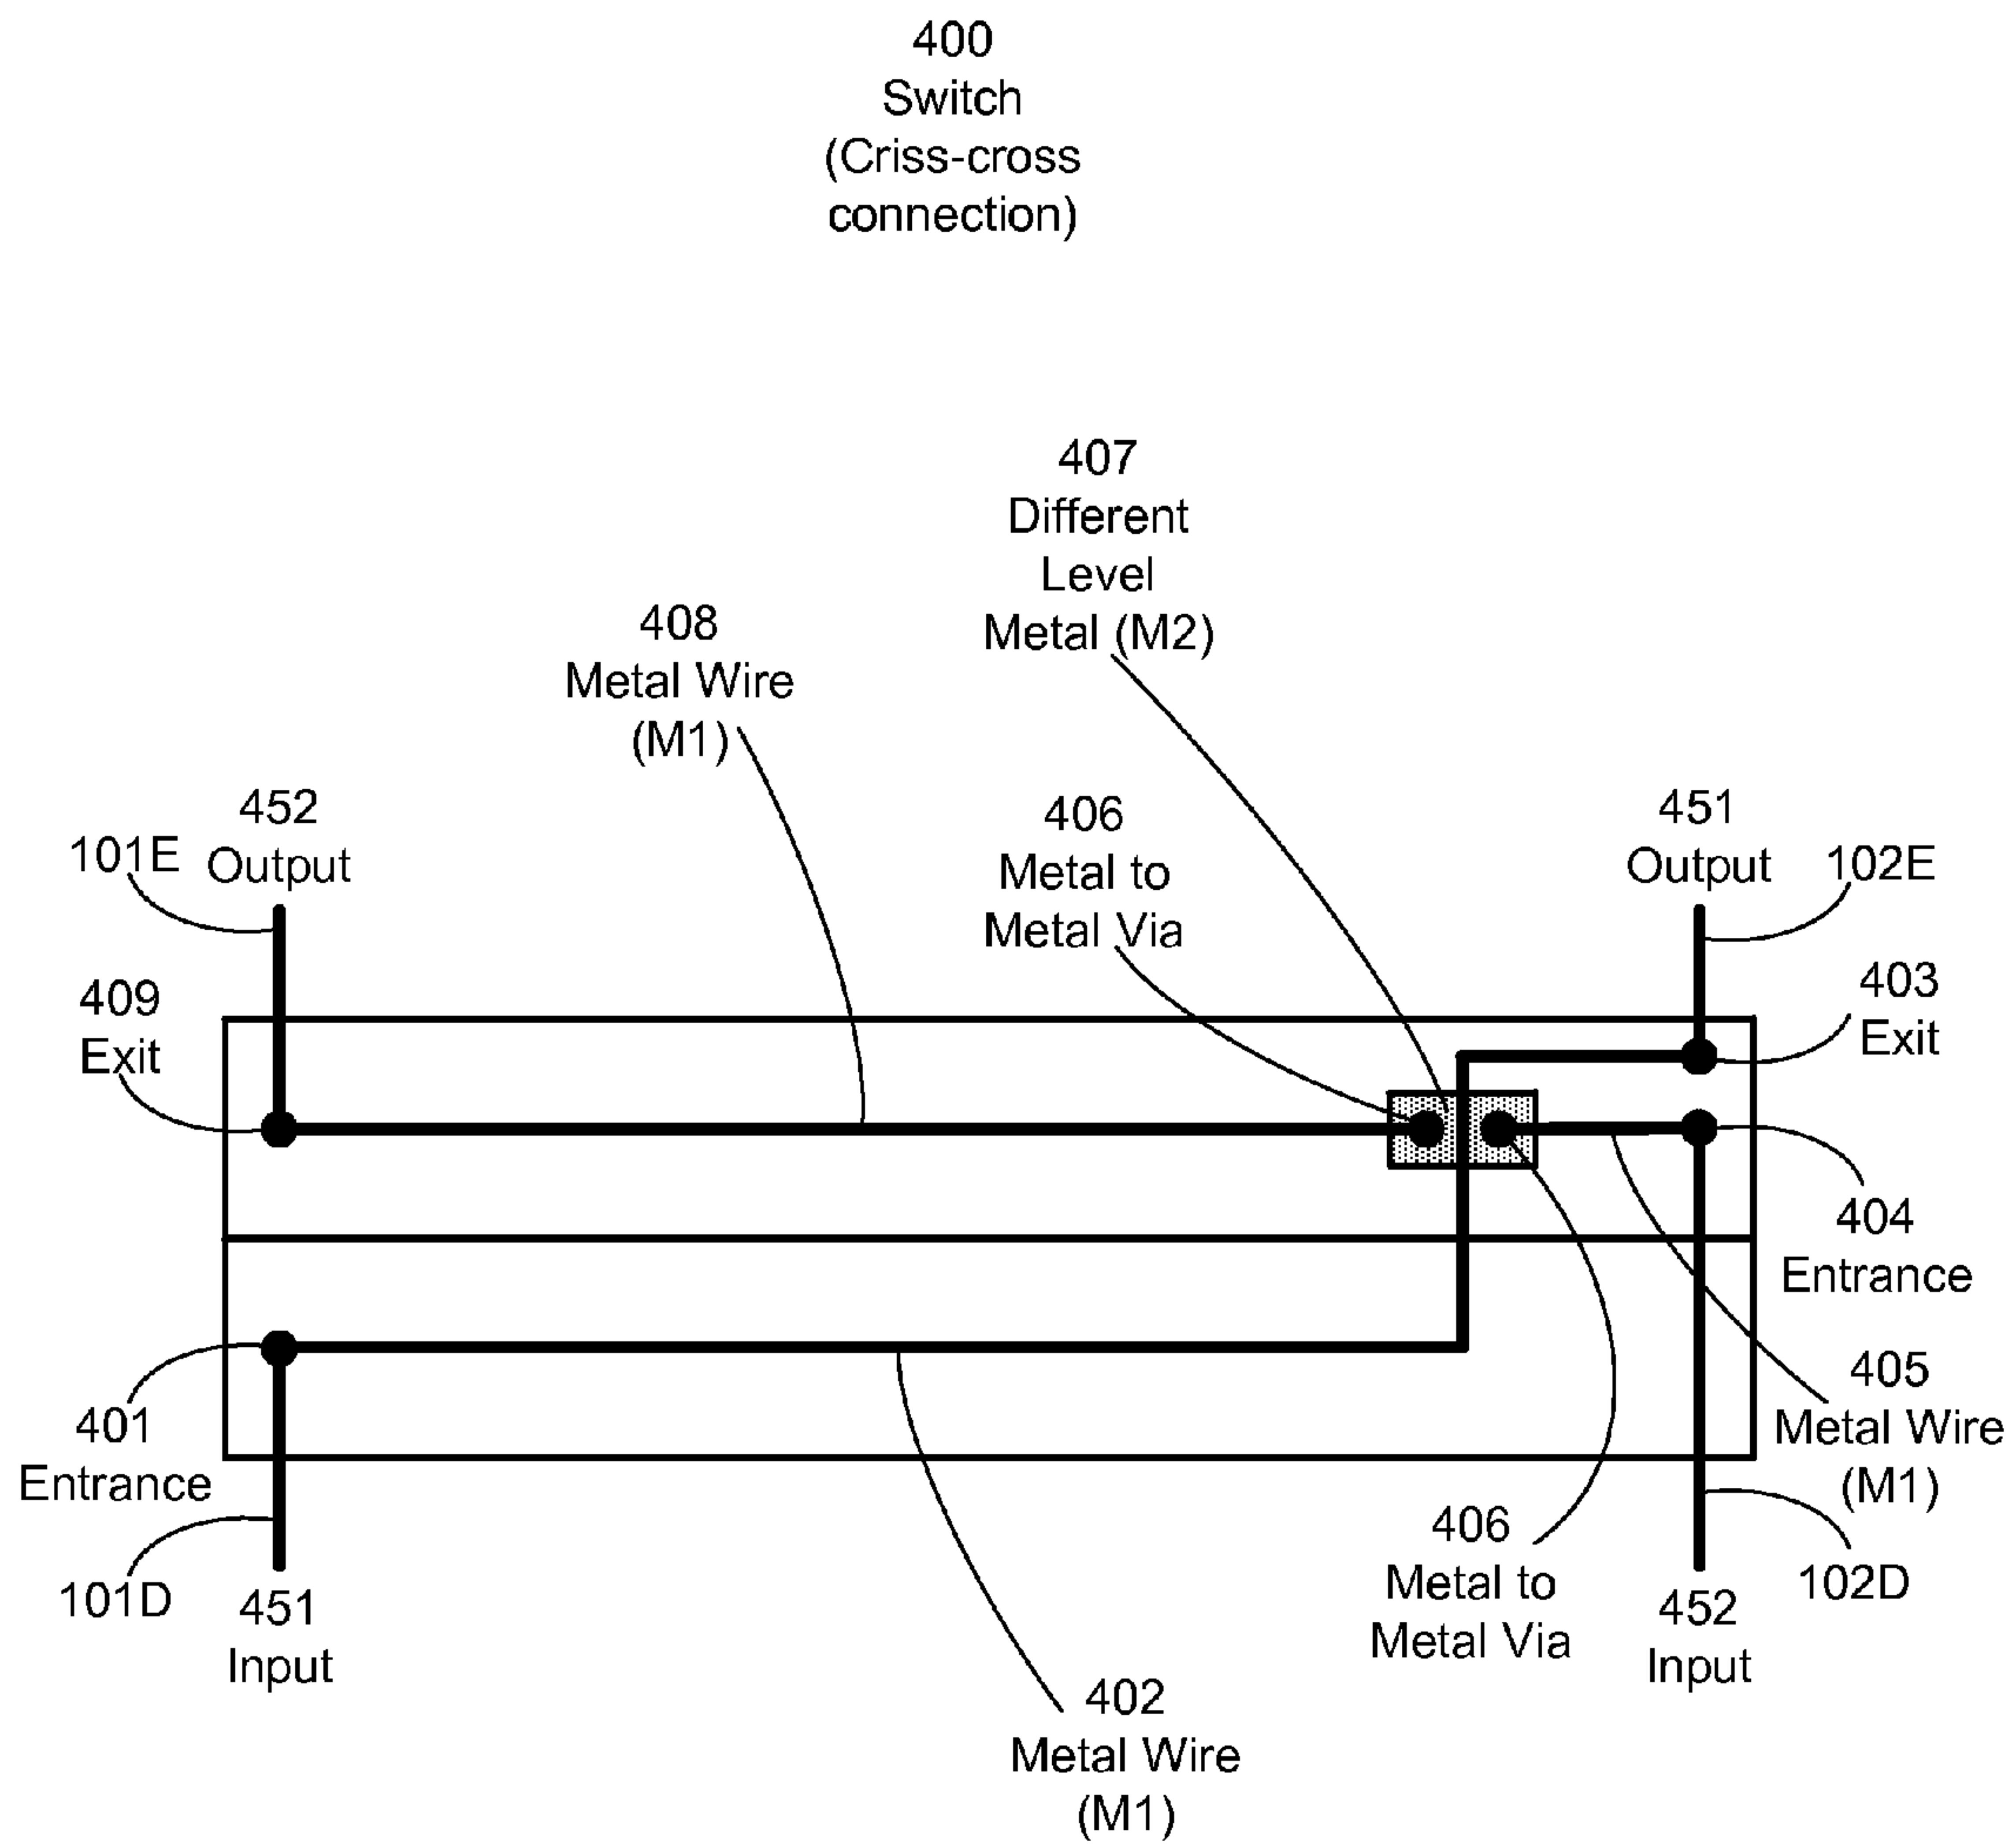 400
Switch
(Criss-cross
connection)
407
Different
Level
Metal (M2)
408
Metal Wire
(M1)
406
Metal to
Metal Via
101E
452
Output
451
Output
102E
409
Exit
403
Exit
404
Entrance
401
Entrance
405
Metal Wire
(M1)
101D
451
Input
406
Metal to
Metal Via
452
Input
102D
402
Metal Wire
(M1)